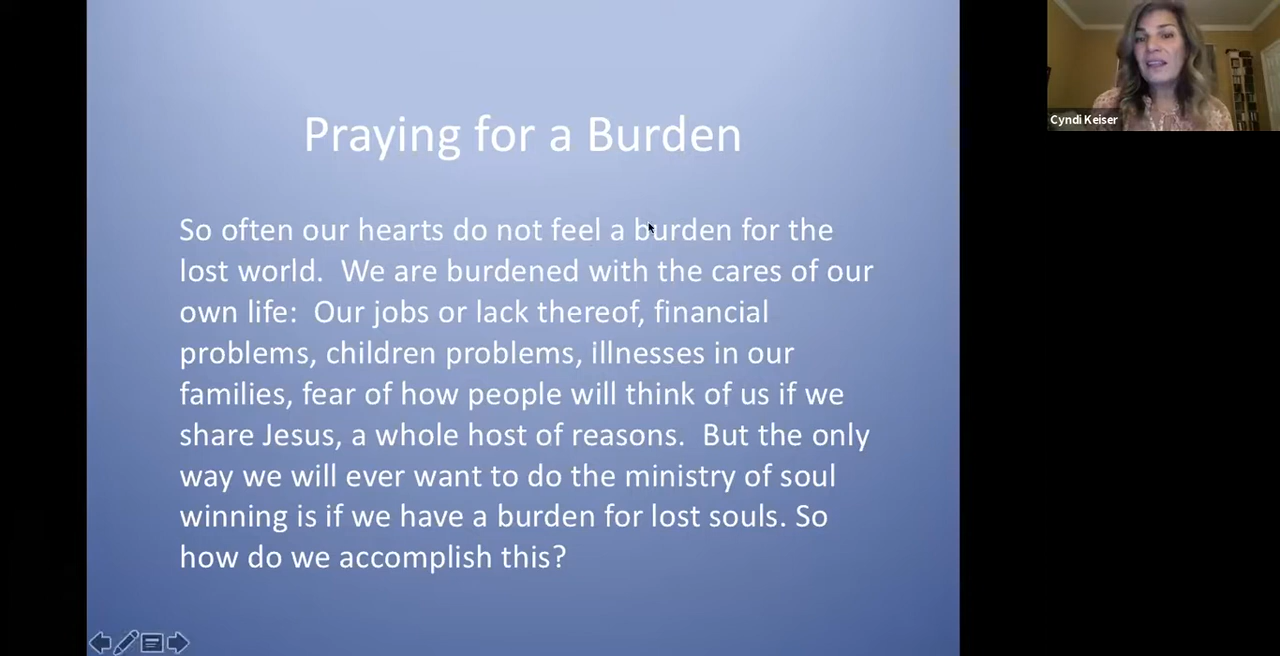 Praying for a Burden
So often our hearts do not feel a burden for the
lost world.  We are burdened with the cares of our
own life:  Our jobs or lack thereof, financial
problems, children problems, illnesses in our
families, fear of how people will think of us if we
share Jesus, a whole host of reasons.  But the only
way we will ever want to do the ministry of soul
winning is if we have a burden for lost souls. So
how do we accomplish this?
Cyndi Keiser